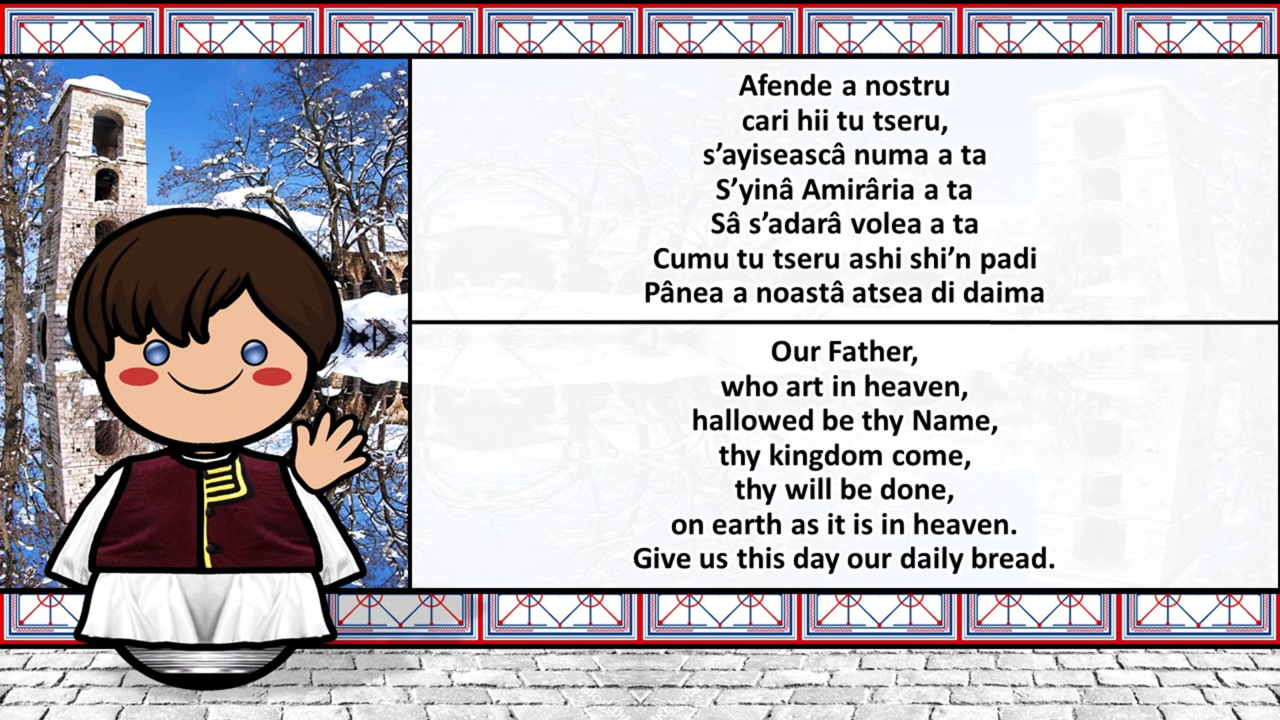 Afende a nostru
cari hii tu tseru,
s’ayiseascâ numa a ta
S’yinâ Amirâria a ta
Sâ s’adarâ volea a ta
Cumu tu tseru ashi shi’n padi
Pânea a noastâ atsea di daima
Our Father,
who art in heaven,
hallowed be thy Name,
thy kingdom come,
thy will be done,
on earth as it is in heaven.
Give us this day our daily bread.